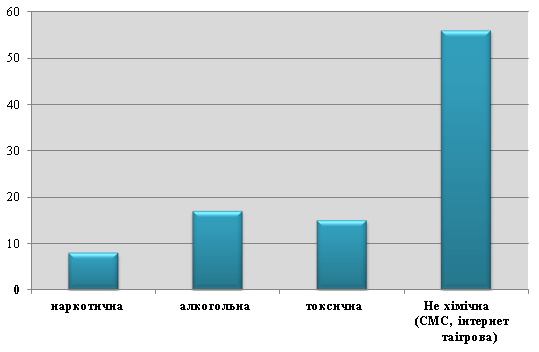 60
50
40
30
20
10
0
наркотична
алкогольна
токсична
Не хімічна
(СМС, інтернет
таігрова)